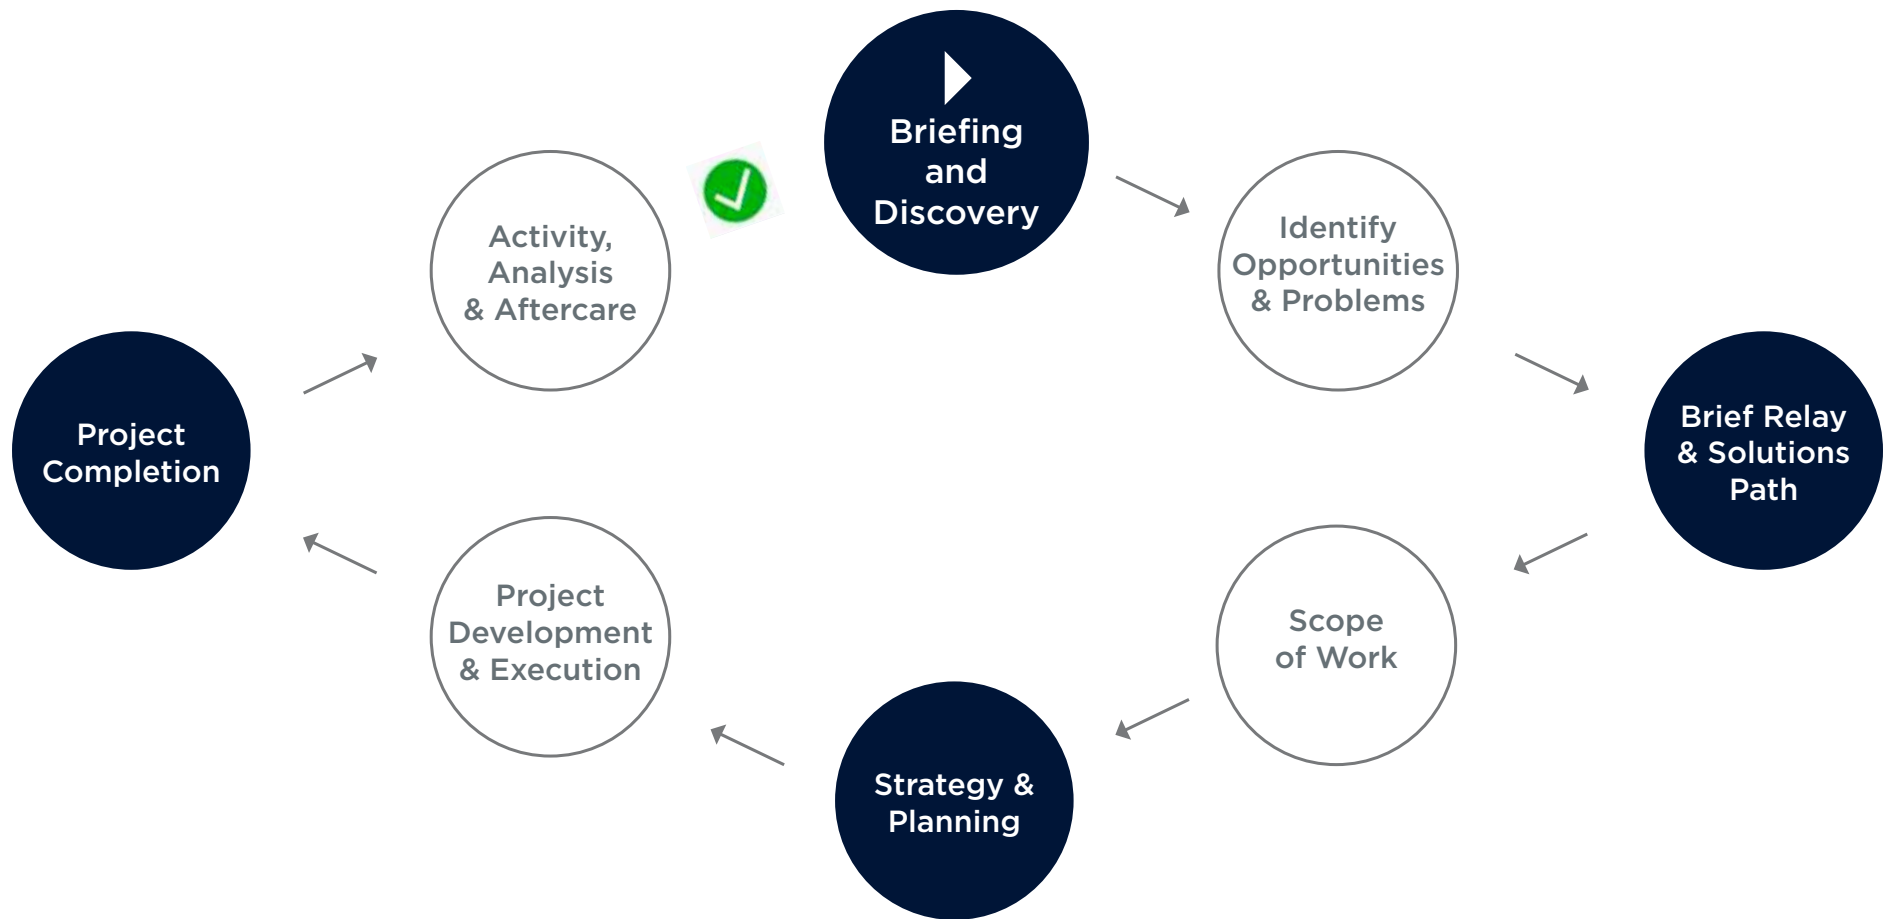 Briefing
and
Discovery
Identify
Opportunities
& Problems
Brief Relay
& Solutions
Path
Scope
of Work
Strategy &
Planning
Project
Development
& Execution
Project
Completion
Activity,
Analysis
& Aftercare